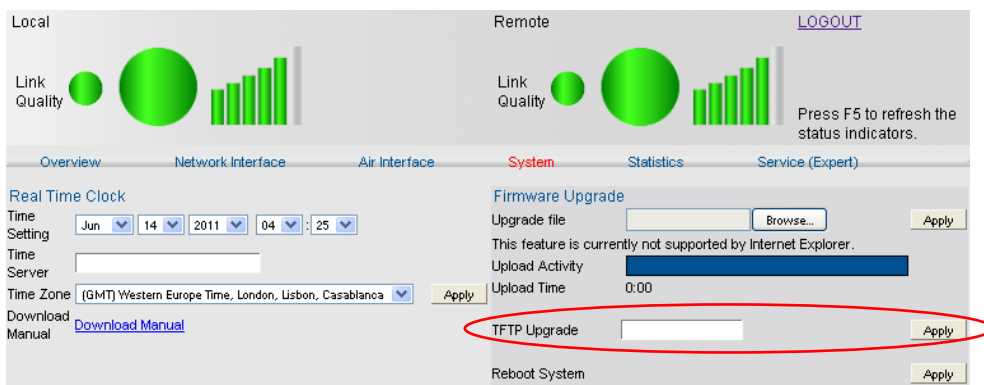 Local
Link
Quality
Remote
Link
Quality
LOGOUT
Press F5 to refresh the
status indicators.
Overview Network Interface Air Interface System Statistics Service (Expert)
Real Time Clock
Time
Setting Jun 14 2011 04 : 25
Time
Server
Time Zone (GMT) Western Europe Time, London, Lisbon, Casablanca Apply
Download
Manual Download Manual
Firmware Upgrade
Upgrade file Browse... Apply
This feature is currently not supported by Internet Explorer.
Upload Activity
Upload Time 0:00
TFTP Upgrade Apply
Reboot System Apply